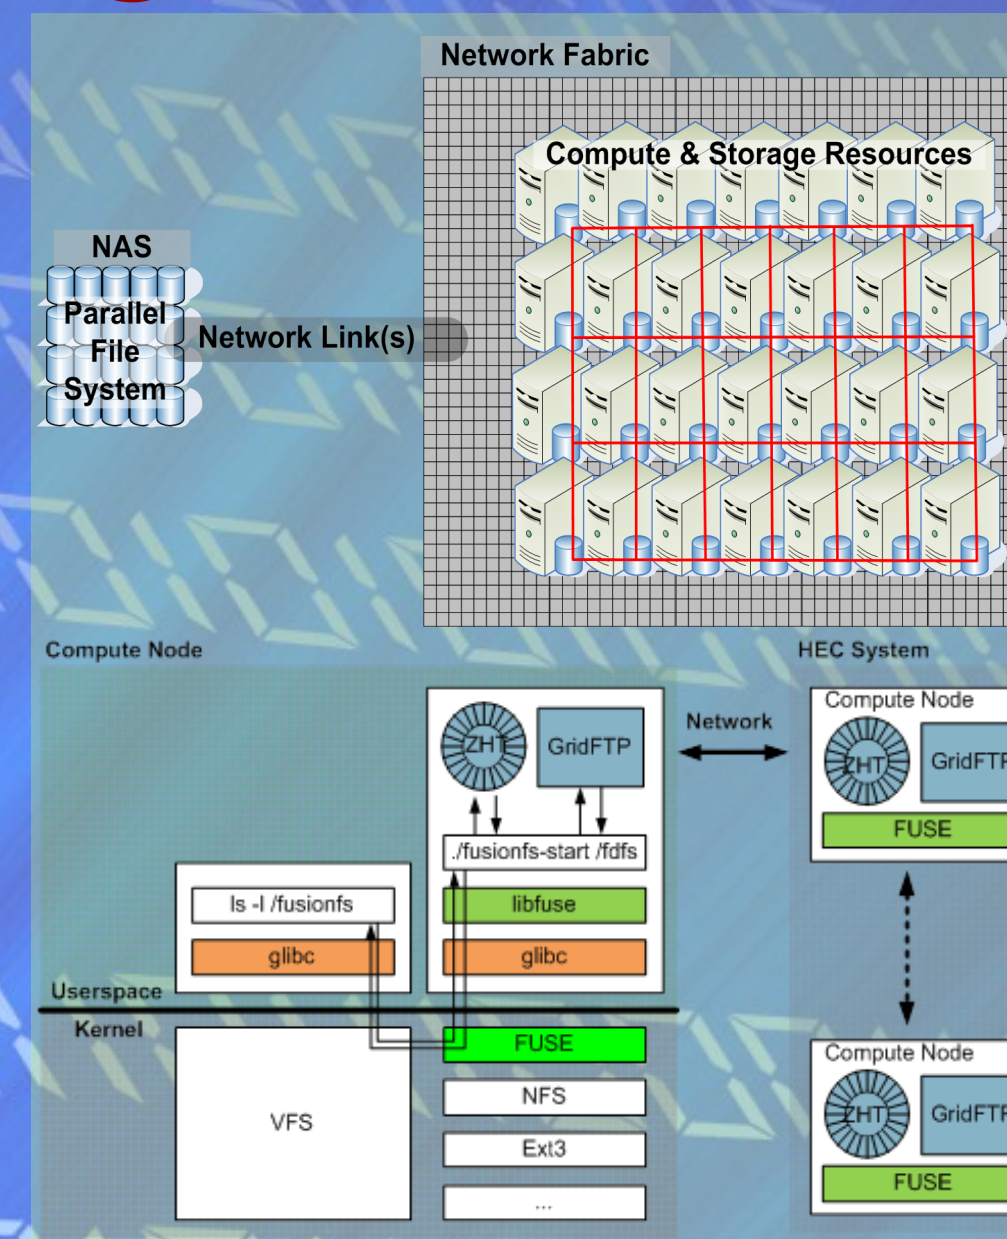 Network Fabric
Compute & Storage Resources
NAS
Parallel
File
System
Network Link(s)
Compute Node
ZHT
GridFTP
./fusionfs-start /fdfs
libfuse
glibc
ls -l /fusionfs
glibc
Userspace
Kernel
VFS
FUSE
NFS
Ext3
...
Network
HEC System
Compute Node
ZHT
GridFTP
FUSE
Compute Node
ZHT
GridFTP
FUSE